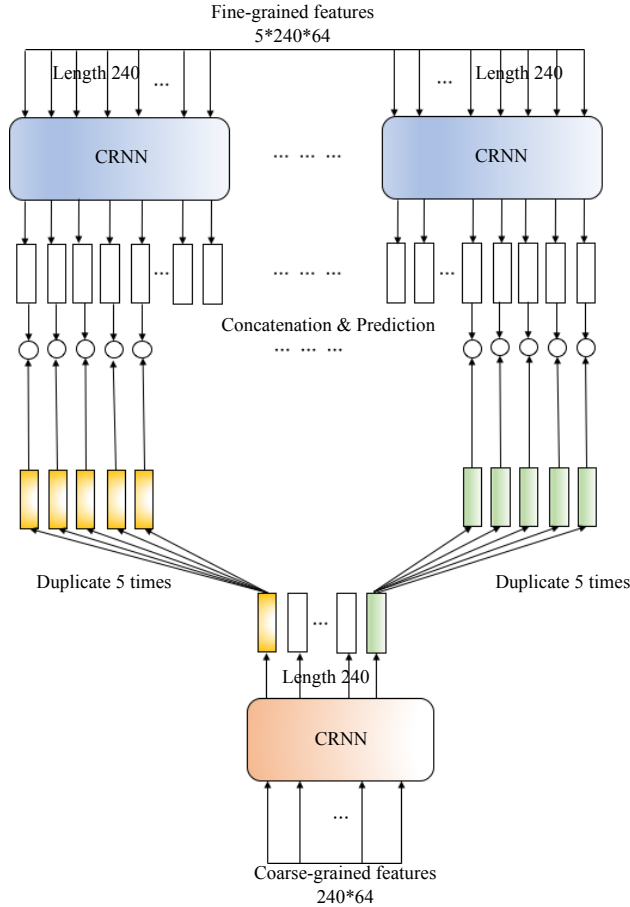 Fine-grained features
5*240*64
Length 240
...
...
Length 240
CRNN
... ... ...
CRNN
...
... ... ...
...
Concatenation & Prediction
... ... ...
Duplicate 5 times
Duplicate 5 times
...
Length 240
CRNN
...
Coarse-grained features
240*64